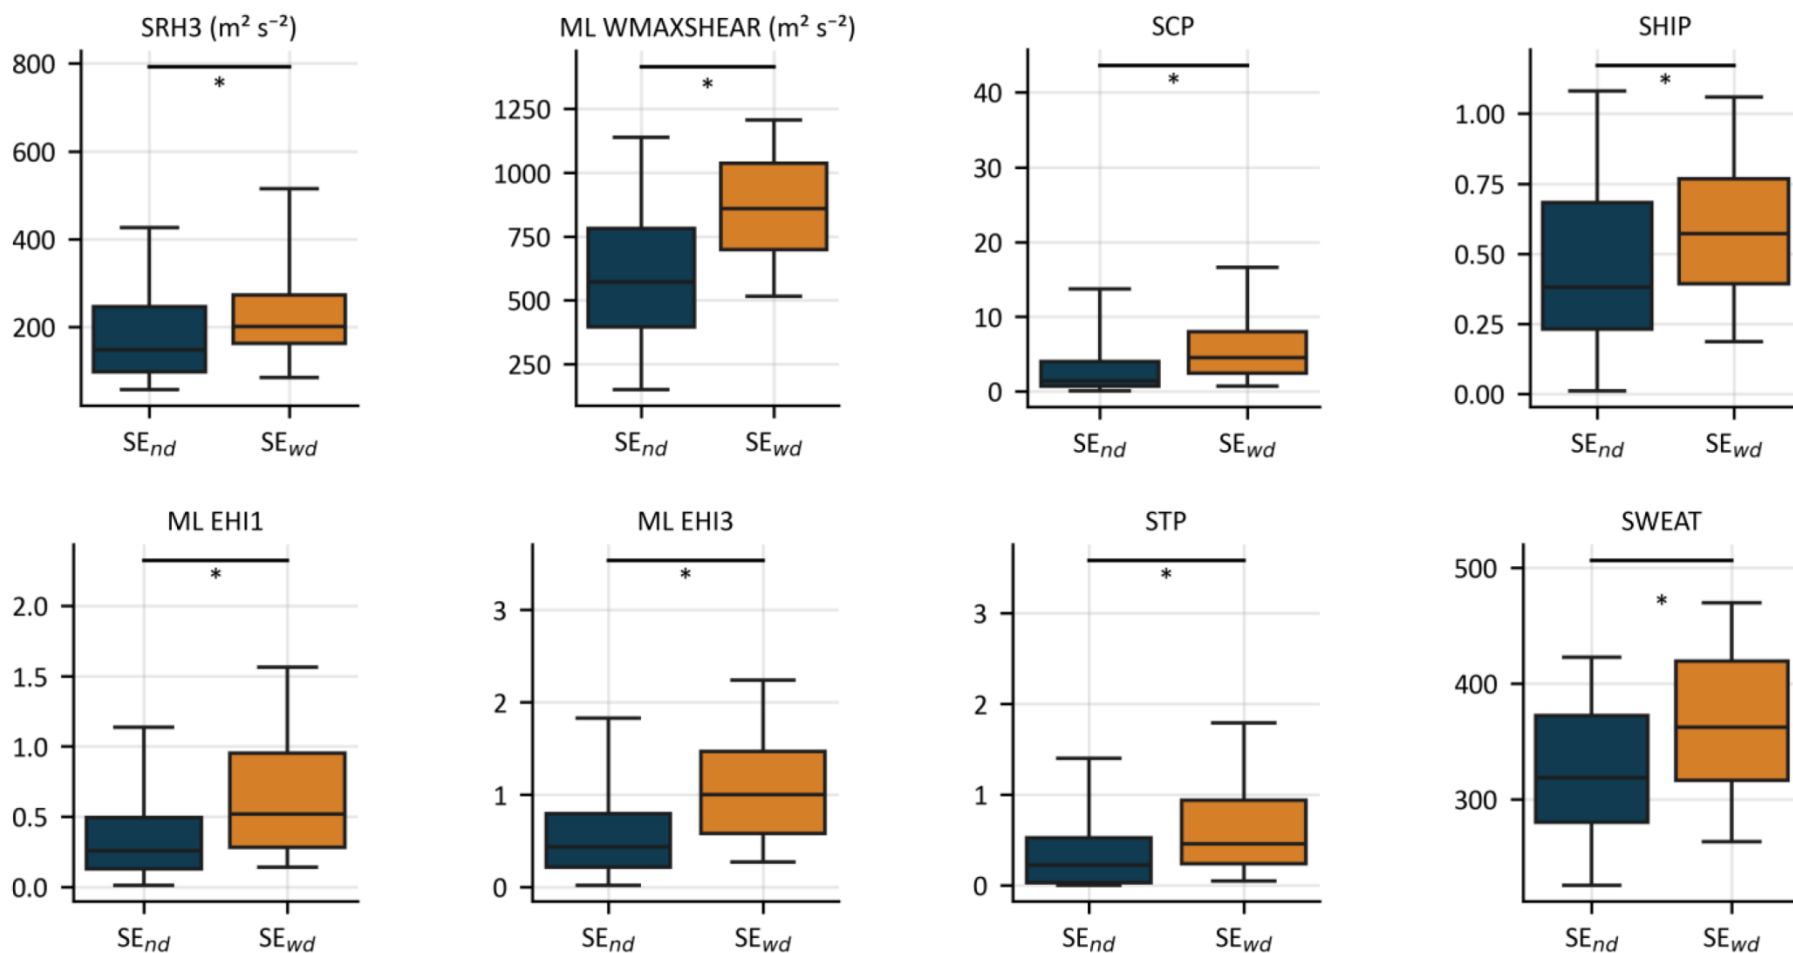 SRH3 (m² s⁻²)
800
600
400
200
*
SEnd SEwd
ML WMAXSHEAR (m² s⁻²)
1250
1000
750
500
250
*
SEnd SEwd
SCP
40
30
20
10
0
*
SEnd SEwd
SHIP
1.00
0.75
0.50
0.25
0.00
*
SEnd SEwd
ML EHI1
2.0
1.5
1.0
0.5
0.0
*
SEnd SEwd
ML EHI3
3
2
1
0
*
SEnd SEwd
STP
3
2
1
0
*
SEnd SEwd
SWEAT
500
400
300
*
SEnd SEwd